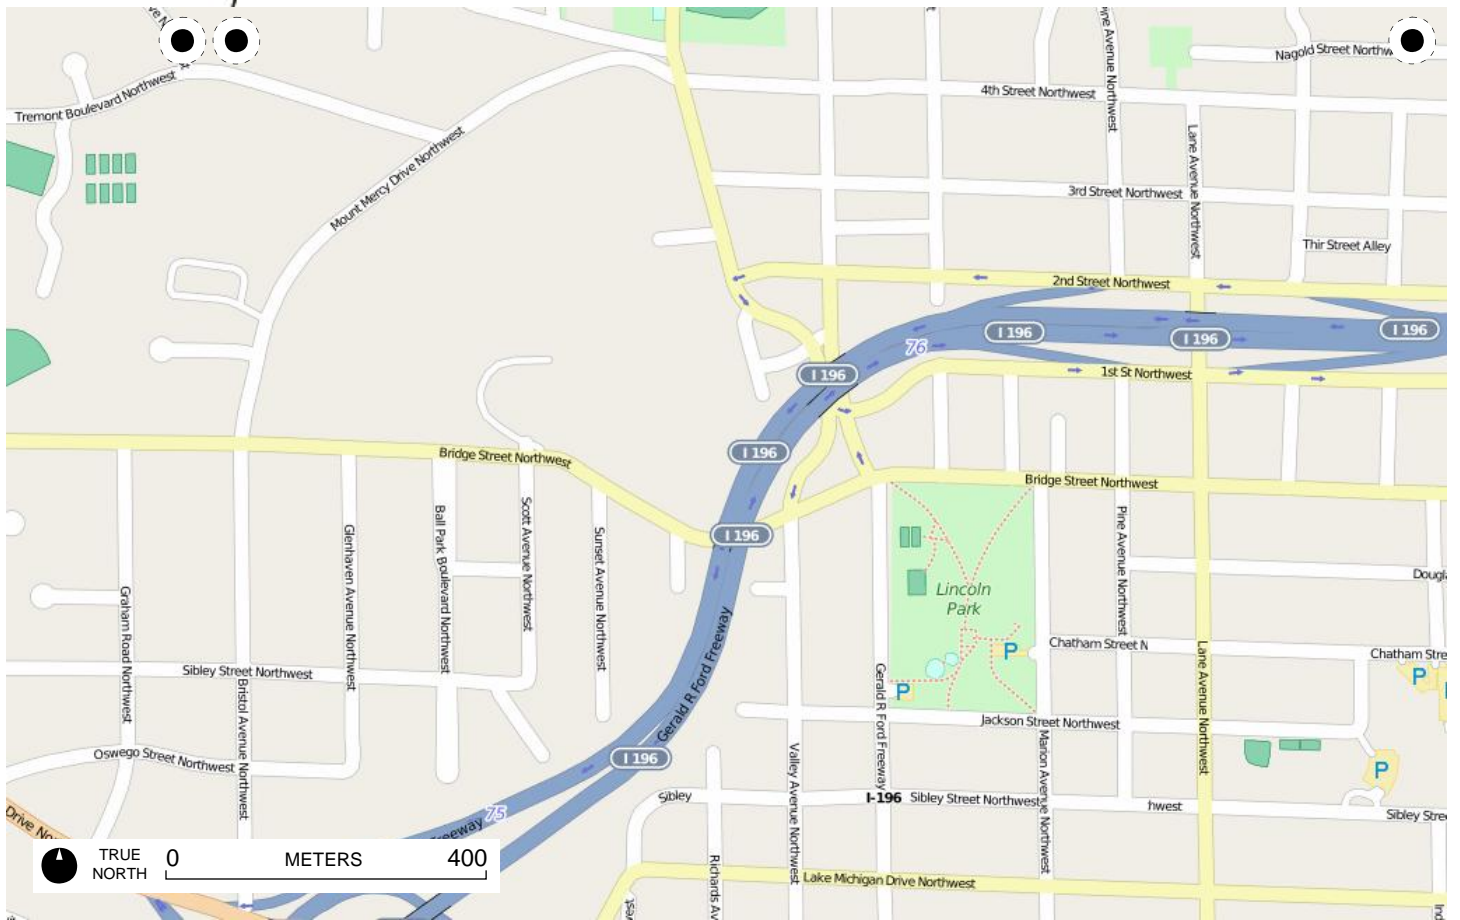 ve N
Tremont Boulevard Northwest
Mount Mercy Drive Northwest
Pine Avenue Northwest
Nagold Street Northw
4th Street Northwest
Lane Avenue Northwest
3rd Street Northwest
Thir Street Alley
2nd Street Northwest
I 196
I 196
I 196
76
I 196
1st St Northwest
I 196
Bridge Street Northwest
Bridge Street Northwest
I 196
Graham Road Northwest
Glenhaven Avenue Northwest
Ball Park Boulevard Northwest
Scott Avenue Northwest
Sunset Avenue Northwest
Pine Avenue Northwest
Dougla
Lincoln
Park
Chatham Street N
Chatham Stre
P
P
P
Sibley Street Northwest
Bristol Avenue Northwest
Gerald R Ford Freeway
Gerald R Ford Freeway
Lane Avenue Northwest
Jackson Street Northwest
Marion Avenue Northwest
Valley Avenue Northwest
Oswego Street Northwest
I 196
P
75
Sibley
I-196
Sibley Street Northwest
hwest
Sibley Stre
Drive No
reeway
Richards Av
Lake Michigan Drive Northwest
Ind
TRUE
NORTH
0
METERS
400